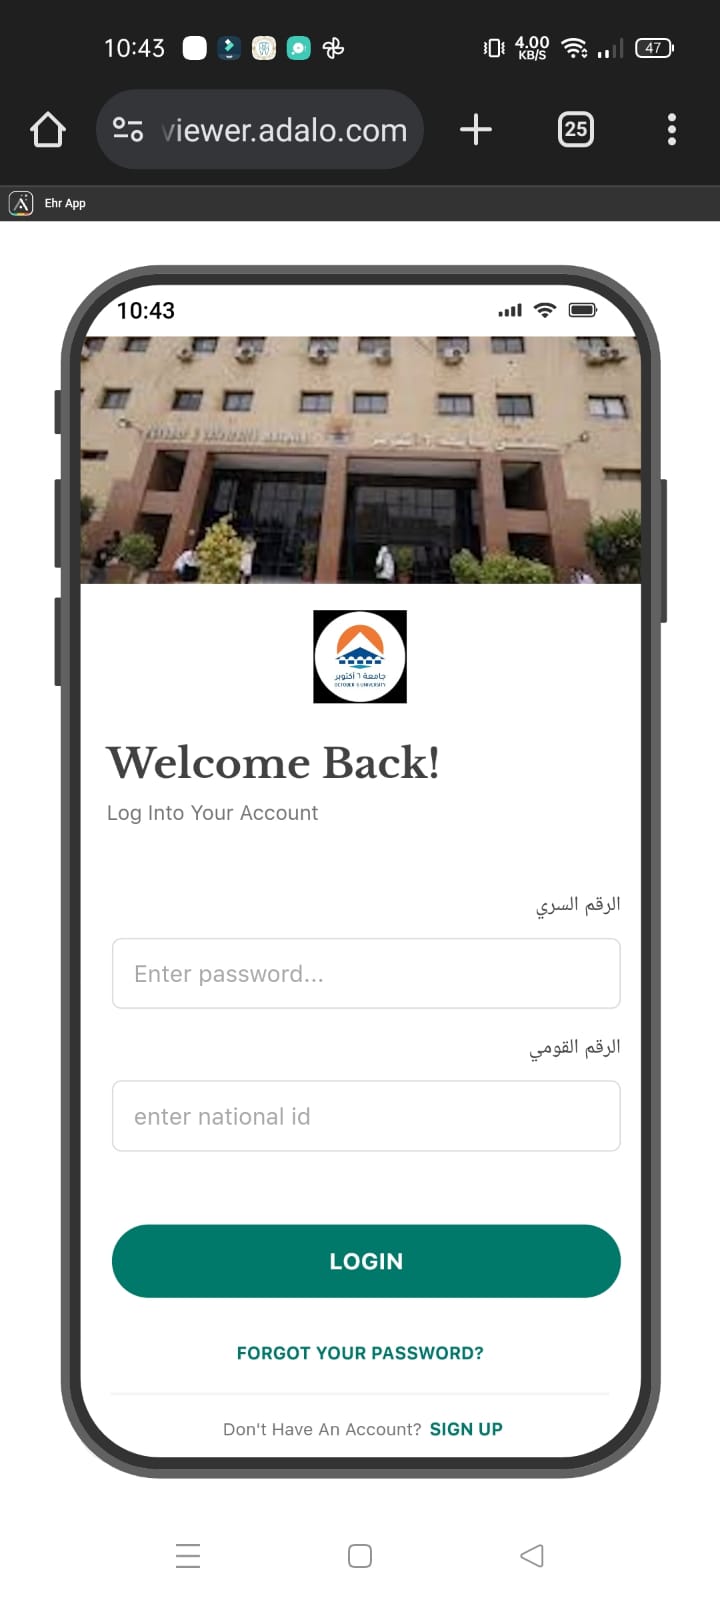 10:43
4.00
KB/S
47
viewer.adalo.com
25
Ehr App
10:43
جامعة ٦ أكتوبر
OCTOBER 6 UNIVERSITY
Welcome Back!
Log Into Your Account
الرقم السري
Enter password...
الرقم القومي
enter national id
LOGIN
FORGOT YOUR PASSWORD?
Don't Have An Account? SIGN UP